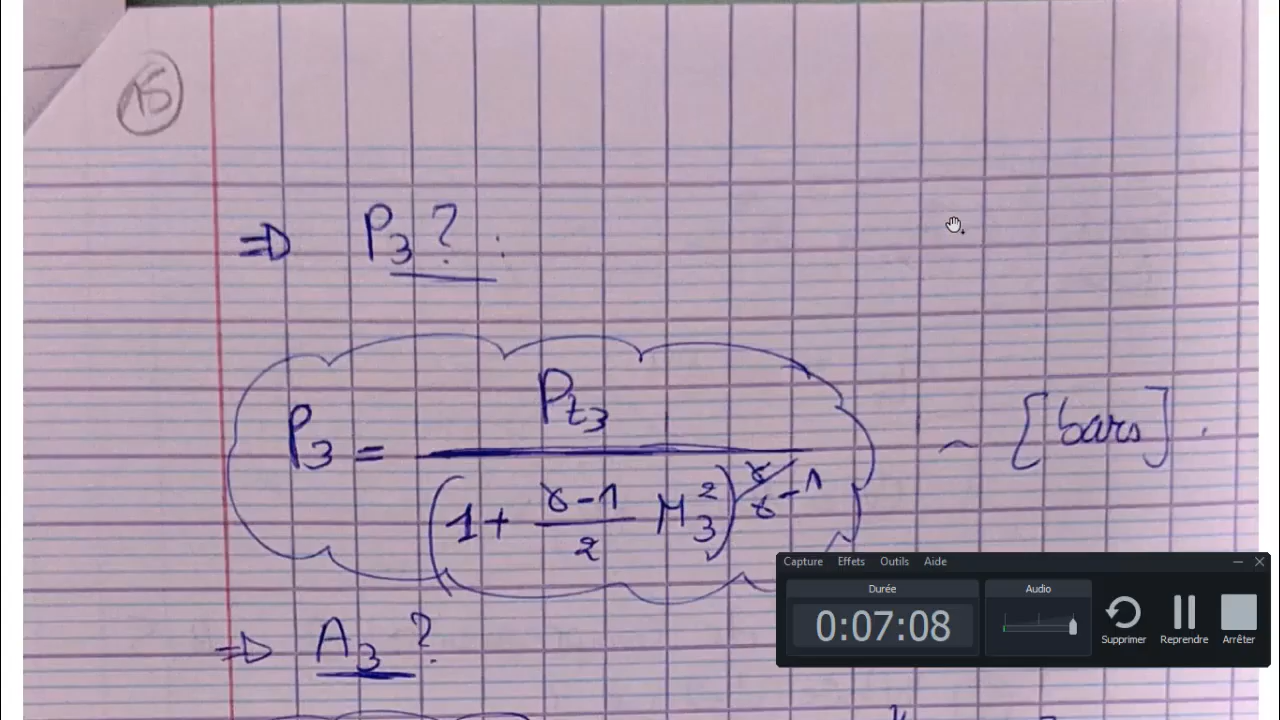 15
⇒ P₃ ? :
P₃ = Pt₃ / (1 + (γ-1)/2 M₃²)^(γ/(γ-1)) ~ [bars].
⇒ A₃ ?
Capture Effets Outils Aide
Durée Audio
0:07:08
Supprimer Reprendre Arrêter